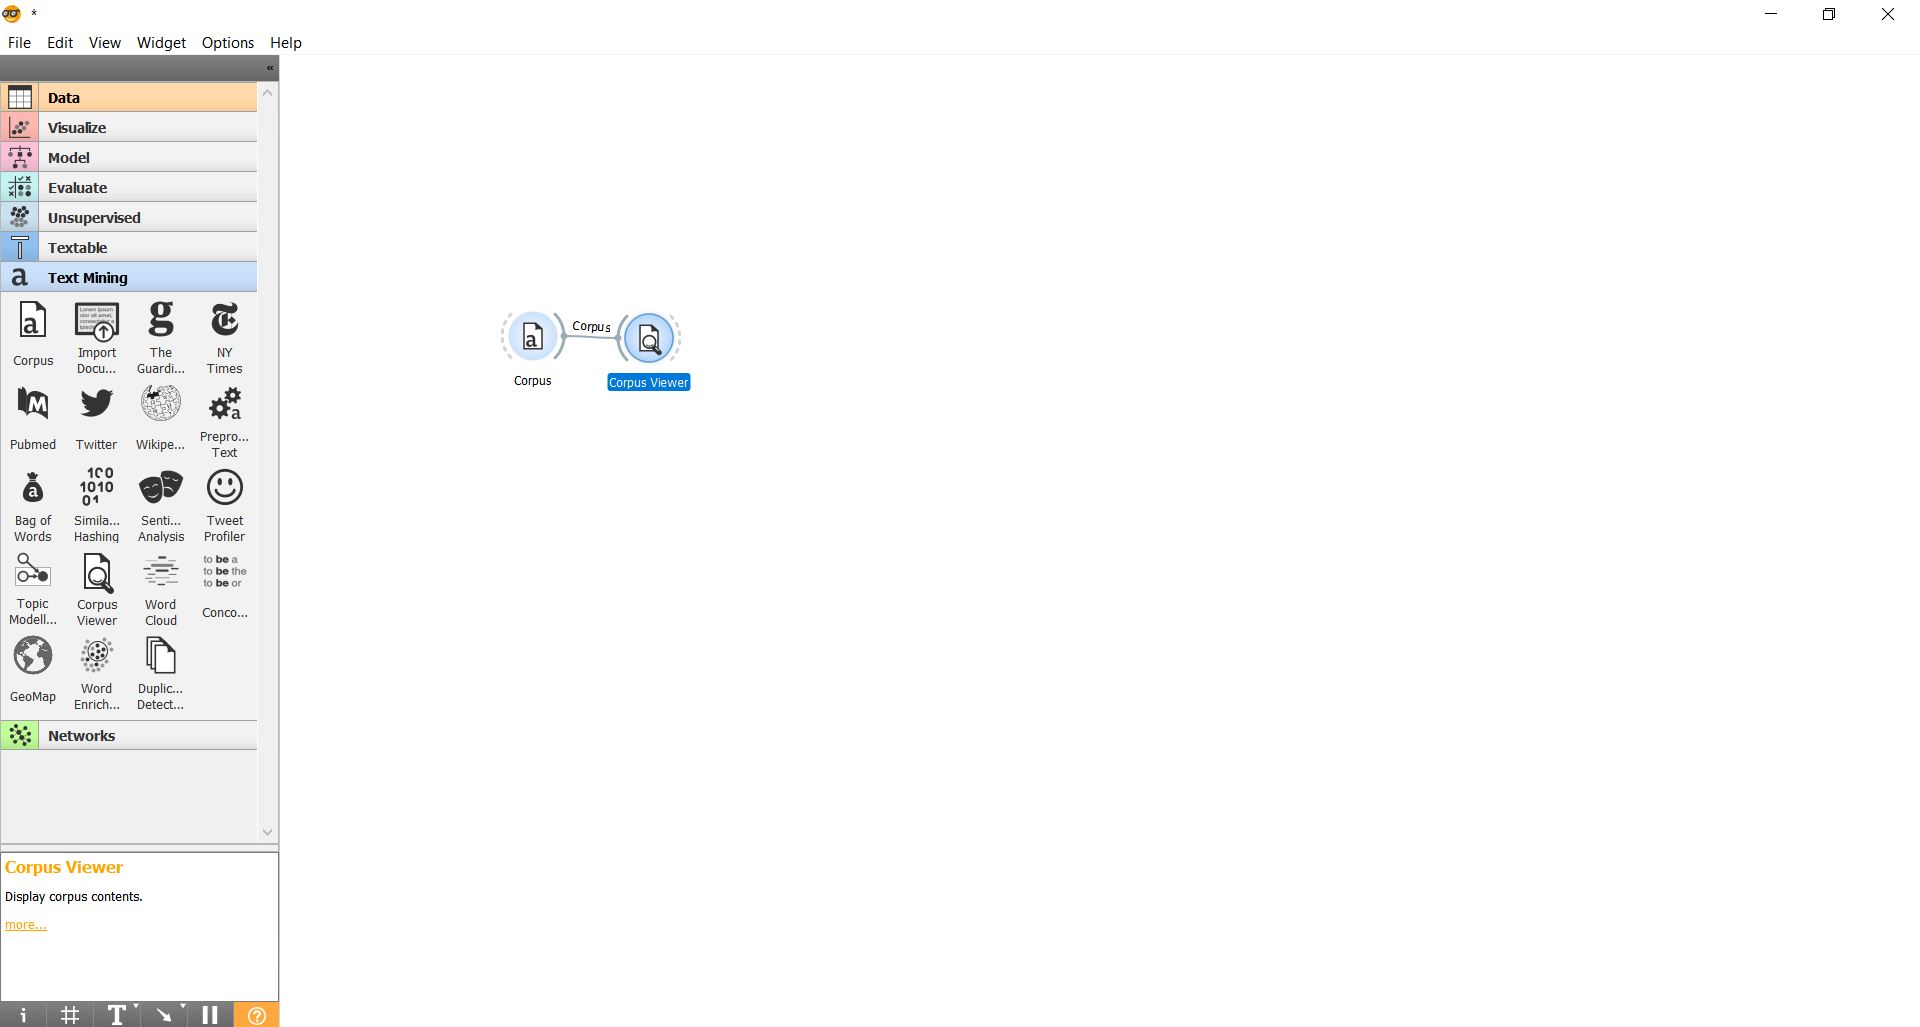 *
File Edit View Widget Options Help
«
Data
Visualize
Model
Evaluate
Unsupervised
Textable
a Text Mining
Corpus
Import
Docu...
The
Guardi...
NY
Times
Pubmed
Twitter
Wikipe...
Prepro...
Text
Bag of
Words
Simila...
Hashing
Senti...
Analysis
Tweet
Profiler
Topic
Modell...
Corpus
Viewer
Word
Cloud
to be a
to be the
to be or
Conco...
GeoMap
Word
Enrich...
Duplic...
Detect...
Networks
Corpus
Corpus
Corpus Viewer
Corpus Viewer
Display corpus contents.
more...